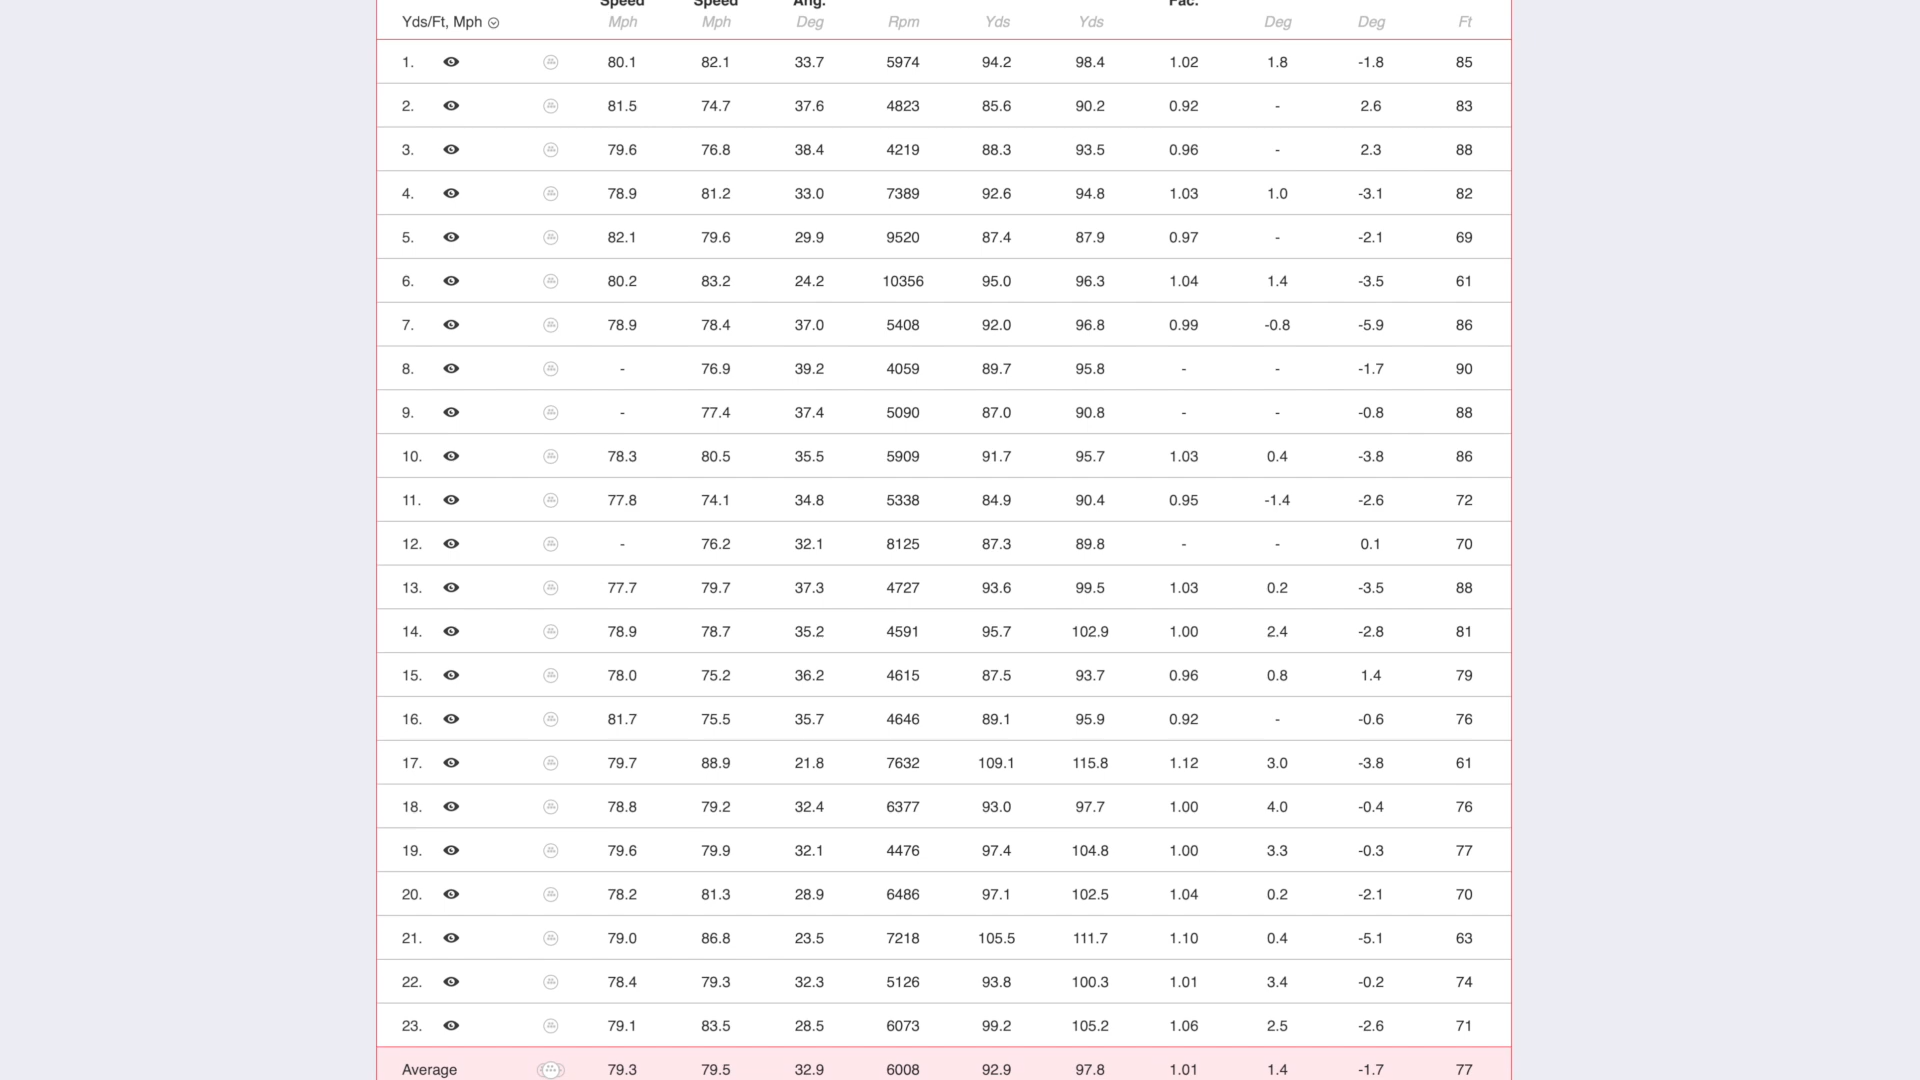 Speed Speed Ang. Fac.
Yds/Ft, Mph Mph Mph Deg Rpm Yds Yds Deg Deg Ft
1. 80.1 82.1 33.7 5974 94.2 98.4 1.02 1.8 -1.8 85
2. 81.5 74.7 37.6 4823 85.6 90.2 0.92 - 2.6 83
3. 79.6 76.8 38.4 4219 88.3 93.5 0.96 - 2.3 88
4. 78.9 81.2 33.0 7389 92.6 94.8 1.03 1.0 -3.1 82
5. 82.1 79.6 29.9 9520 87.4 87.9 0.97 - -2.1 69
6. 80.2 83.2 24.2 10356 95.0 96.3 1.04 1.4 -3.5 61
7. 78.9 78.4 37.0 5408 92.0 96.8 0.99 -0.8 -5.9 86
8. - 76.9 39.2 4059 89.7 95.8 - - -1.7 90
9. - 77.4 37.4 5090 87.0 90.8 - - -0.8 88
10. 78.3 80.5 35.5 5909 91.7 95.7 1.03 0.4 -3.8 86
11. 77.8 74.1 34.8 5338 84.9 90.4 0.95 -1.4 -2.6 72
12. - 76.2 32.1 8125 87.3 89.8 - - 0.1 70
13. 77.7 79.7 37.3 4727 93.6 99.5 1.03 0.2 -3.5 88
14. 78.9 78.7 35.2 4591 95.7 102.9 1.00 2.4 -2.8 81
15. 78.0 75.2 36.2 4615 87.5 93.7 0.96 0.8 1.4 79
16. 81.7 75.5 35.7 4646 89.1 95.9 0.92 - -0.6 76
17. 79.7 88.9 21.8 7632 109.1 115.8 1.12 3.0 -3.8 61
18. 78.8 79.2 32.4 6377 93.0 97.7 1.00 4.0 -0.4 76
19. 79.6 79.9 32.1 4476 97.4 104.8 1.00 3.3 -0.3 77
20. 78.2 81.3 28.9 6486 97.1 102.5 1.04 0.2 -2.1 70
21. 79.0 86.8 23.5 7218 105.5 111.7 1.10 0.4 -5.1 63
22. 78.4 79.3 32.3 5126 93.8 100.3 1.01 3.4 -0.2 74
23. 79.1 83.5 28.5 6073 99.2 105.2 1.06 2.5 -2.6 71
Average 79.3 79.5 32.9 6008 92.9 97.8 1.01 1.4 -1.7 77